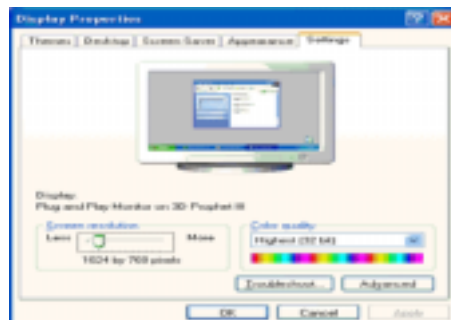 Display Properties
Themes Desktop Screen Saver Appearance Settings
Display:
Plug and Play Monitor on 3D Prophet III
Screen resolution
Less More
1024 by 768 pixels
Color quality
Highest (32 bit)
Troubleshoot... Advanced
OK Cancel Apply